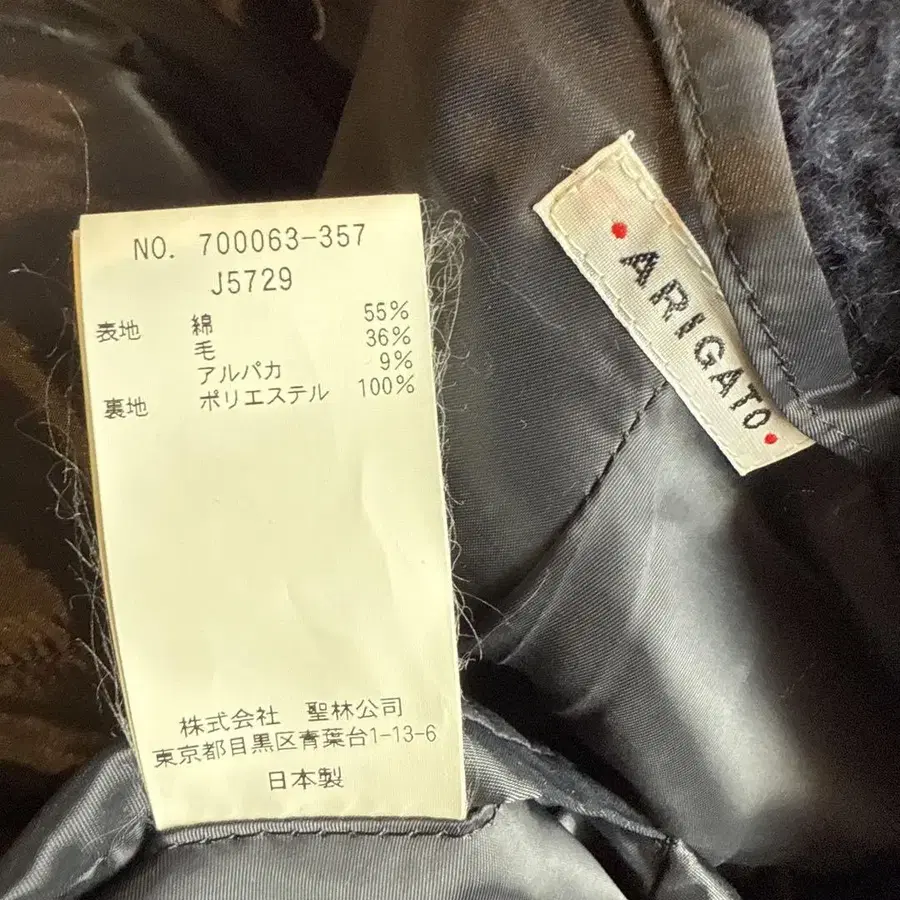 NO. 700063-357
J5729
表地 綿 55%
毛 36%
アルパカ 9%
裏地 ポリエステル 100%
株式会社 聖林公司
東京都目黒区青葉台1-13-6
日本製
•ARIGATO•